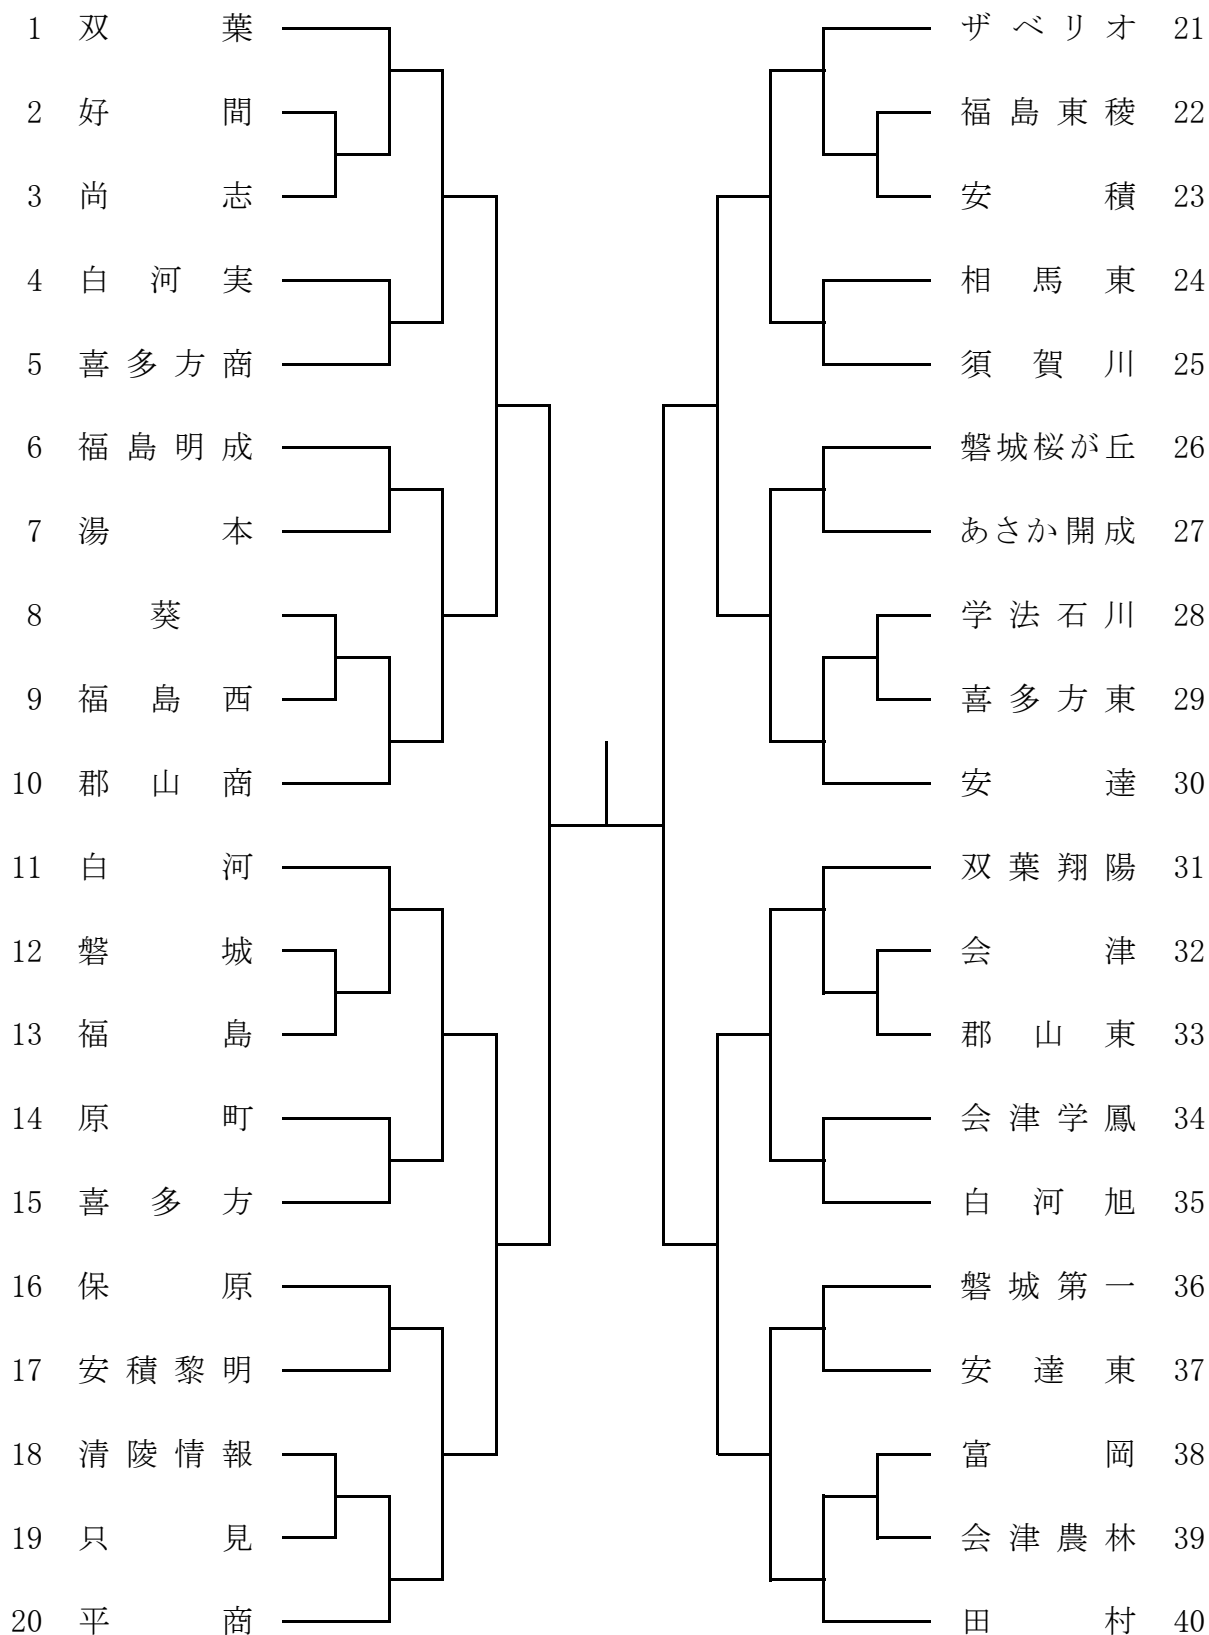 1 双葉
2 好間
3 尚志
4 白河実
5 喜多方商
6 福島明成
7 湯本
8 葵
9 福島西
10 郡山商
11 白河
12 磐城
13 福島
14 原町
15 喜多方
16 保原
17 安積黎明
18 清陵情報
19 只見
20 平商
ザベリオ 21
福島東稜 22
安積 23
相馬東 24
須賀川 25
磐城桜が丘 26
あさか開成 27
学法石川 28
喜多方東 29
安達 30
双葉翔陽 31
会津 32
郡山東 33
会津学鳳 34
白河旭 35
磐城第一 36
安達東 37
富岡 38
会津農林 39
田村 40